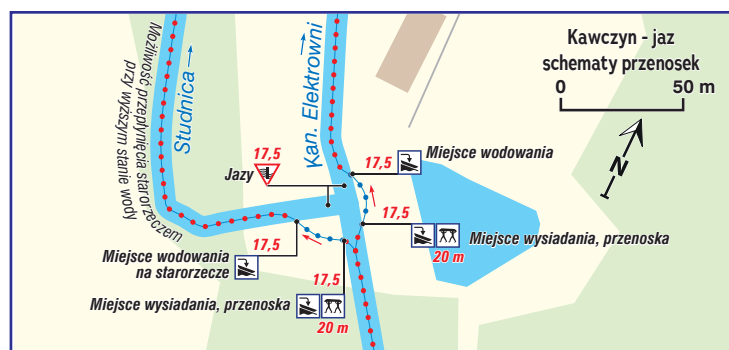 Kawczyn - jaz
schematy przenosek
0 50 m
N
Możliwość przepłynięcia starorzeczem
przy wyższym stanie wody
Studnica
Kan. Elektrowni
17,5
Jazy
17,5
Miejsce wodowania
17,5
Miejsce wysiadania, przenoska
20 m
17,5
Miejsce wodowania
na starorzecze
17,5
Miejsce wysiadania, przenoska
20 m